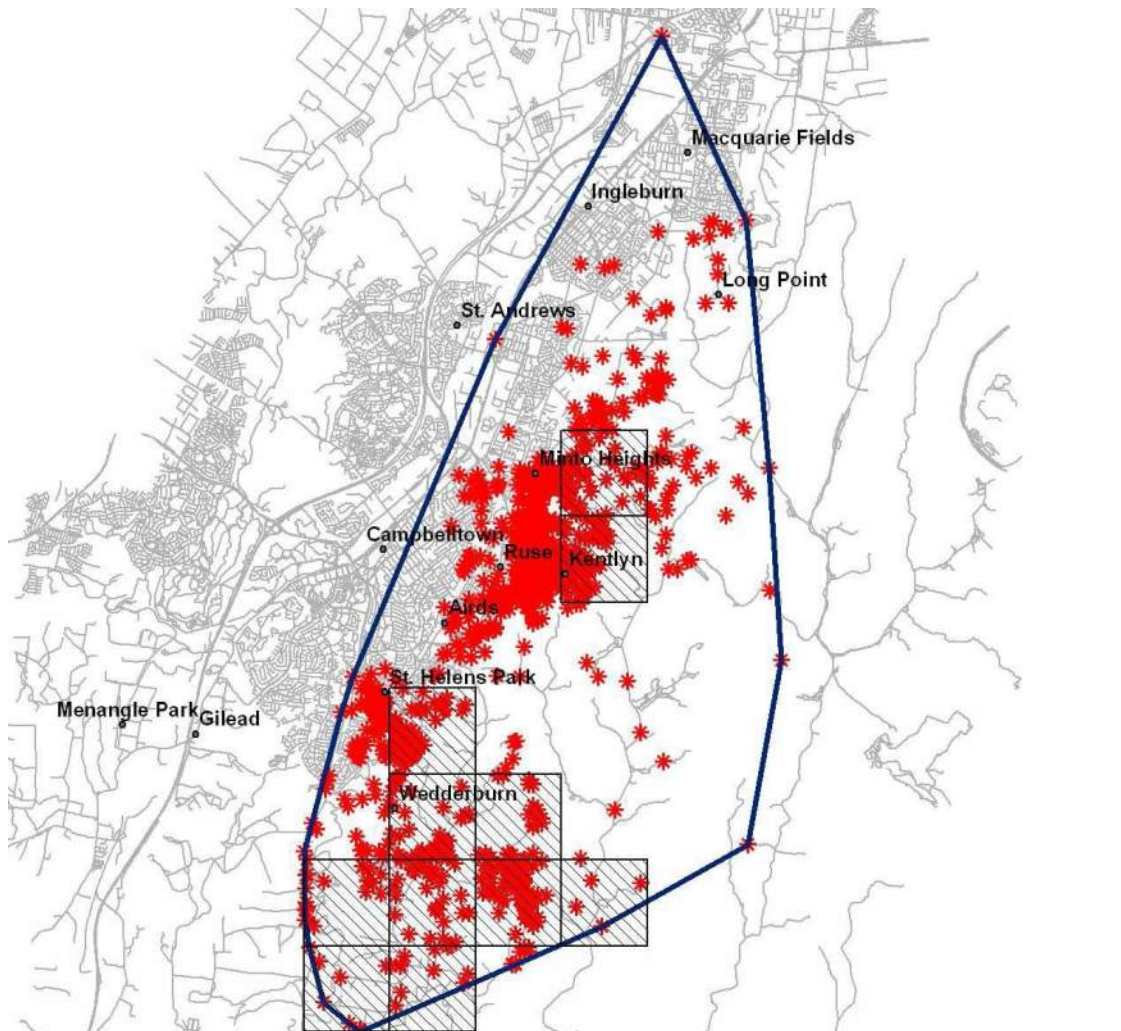 Macquarie Fields
Ingleburn
Long Point
St. Andrews
Minto Heights
Campbelltown
Ruse
Kentlyn
Airds
St. Helens Park
Menangle Park
Gilead
Wedderburn